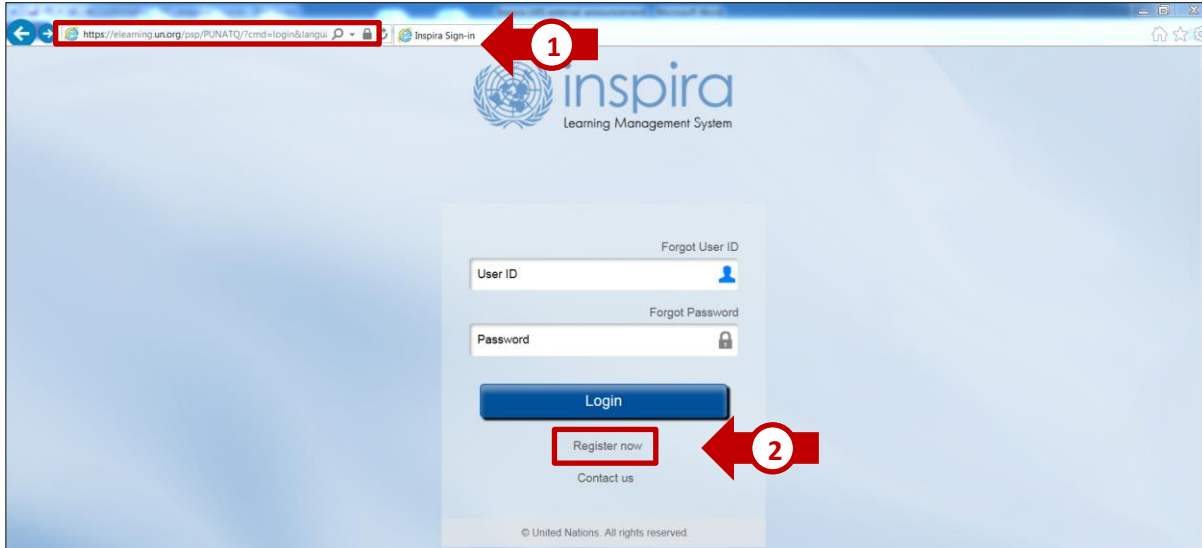 https://elearning.un.org/psp/PUNATQ/?cmd=login&langu
Inspira Sign-in
1
inspira
Learning Management System
Forgot User ID
User ID
Forgot Password
Password
Login
Register now
2
Contact us
© United Nations. All rights reserved.